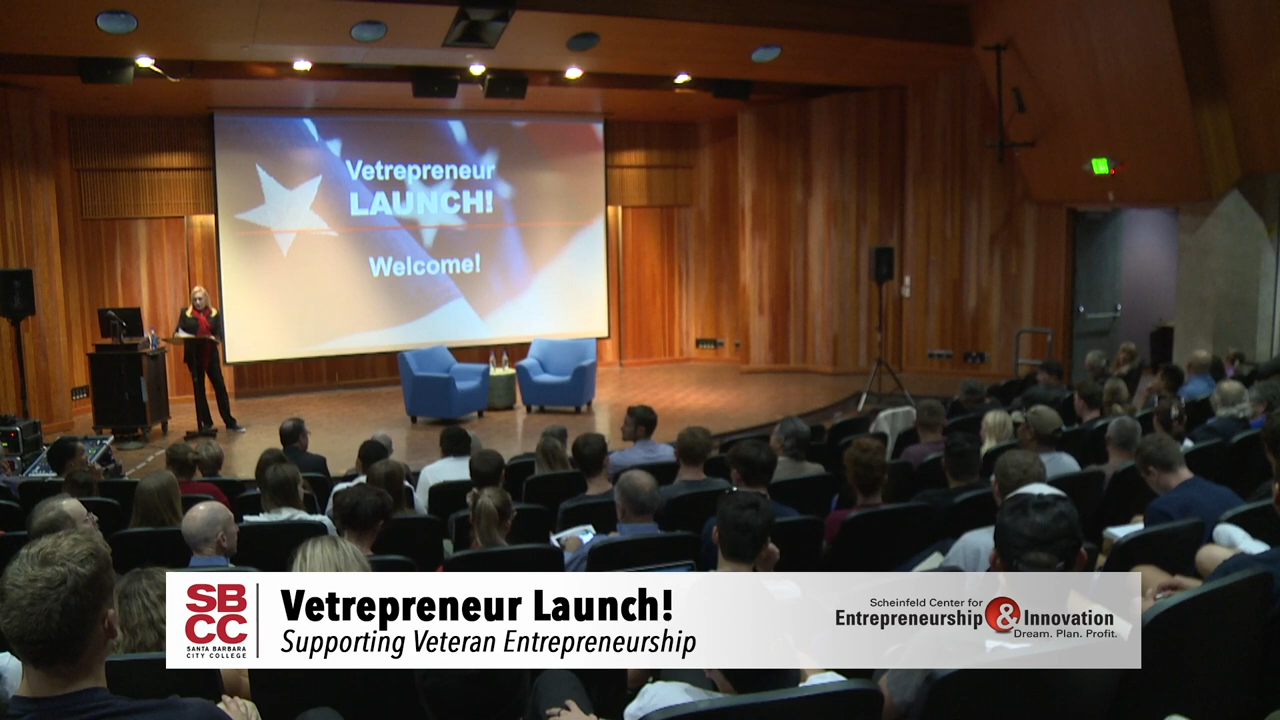 Vetrepreneur
LAUNCH!
Welcome!
SB
CC
SANTA BARBARA
CITY COLLEGE
Vetrepreneur Launch!
Supporting Veteran Entrepreneurship
Scheinfeld Center for
Entrepreneurship & Innovation
Dream. Plan. Profit.